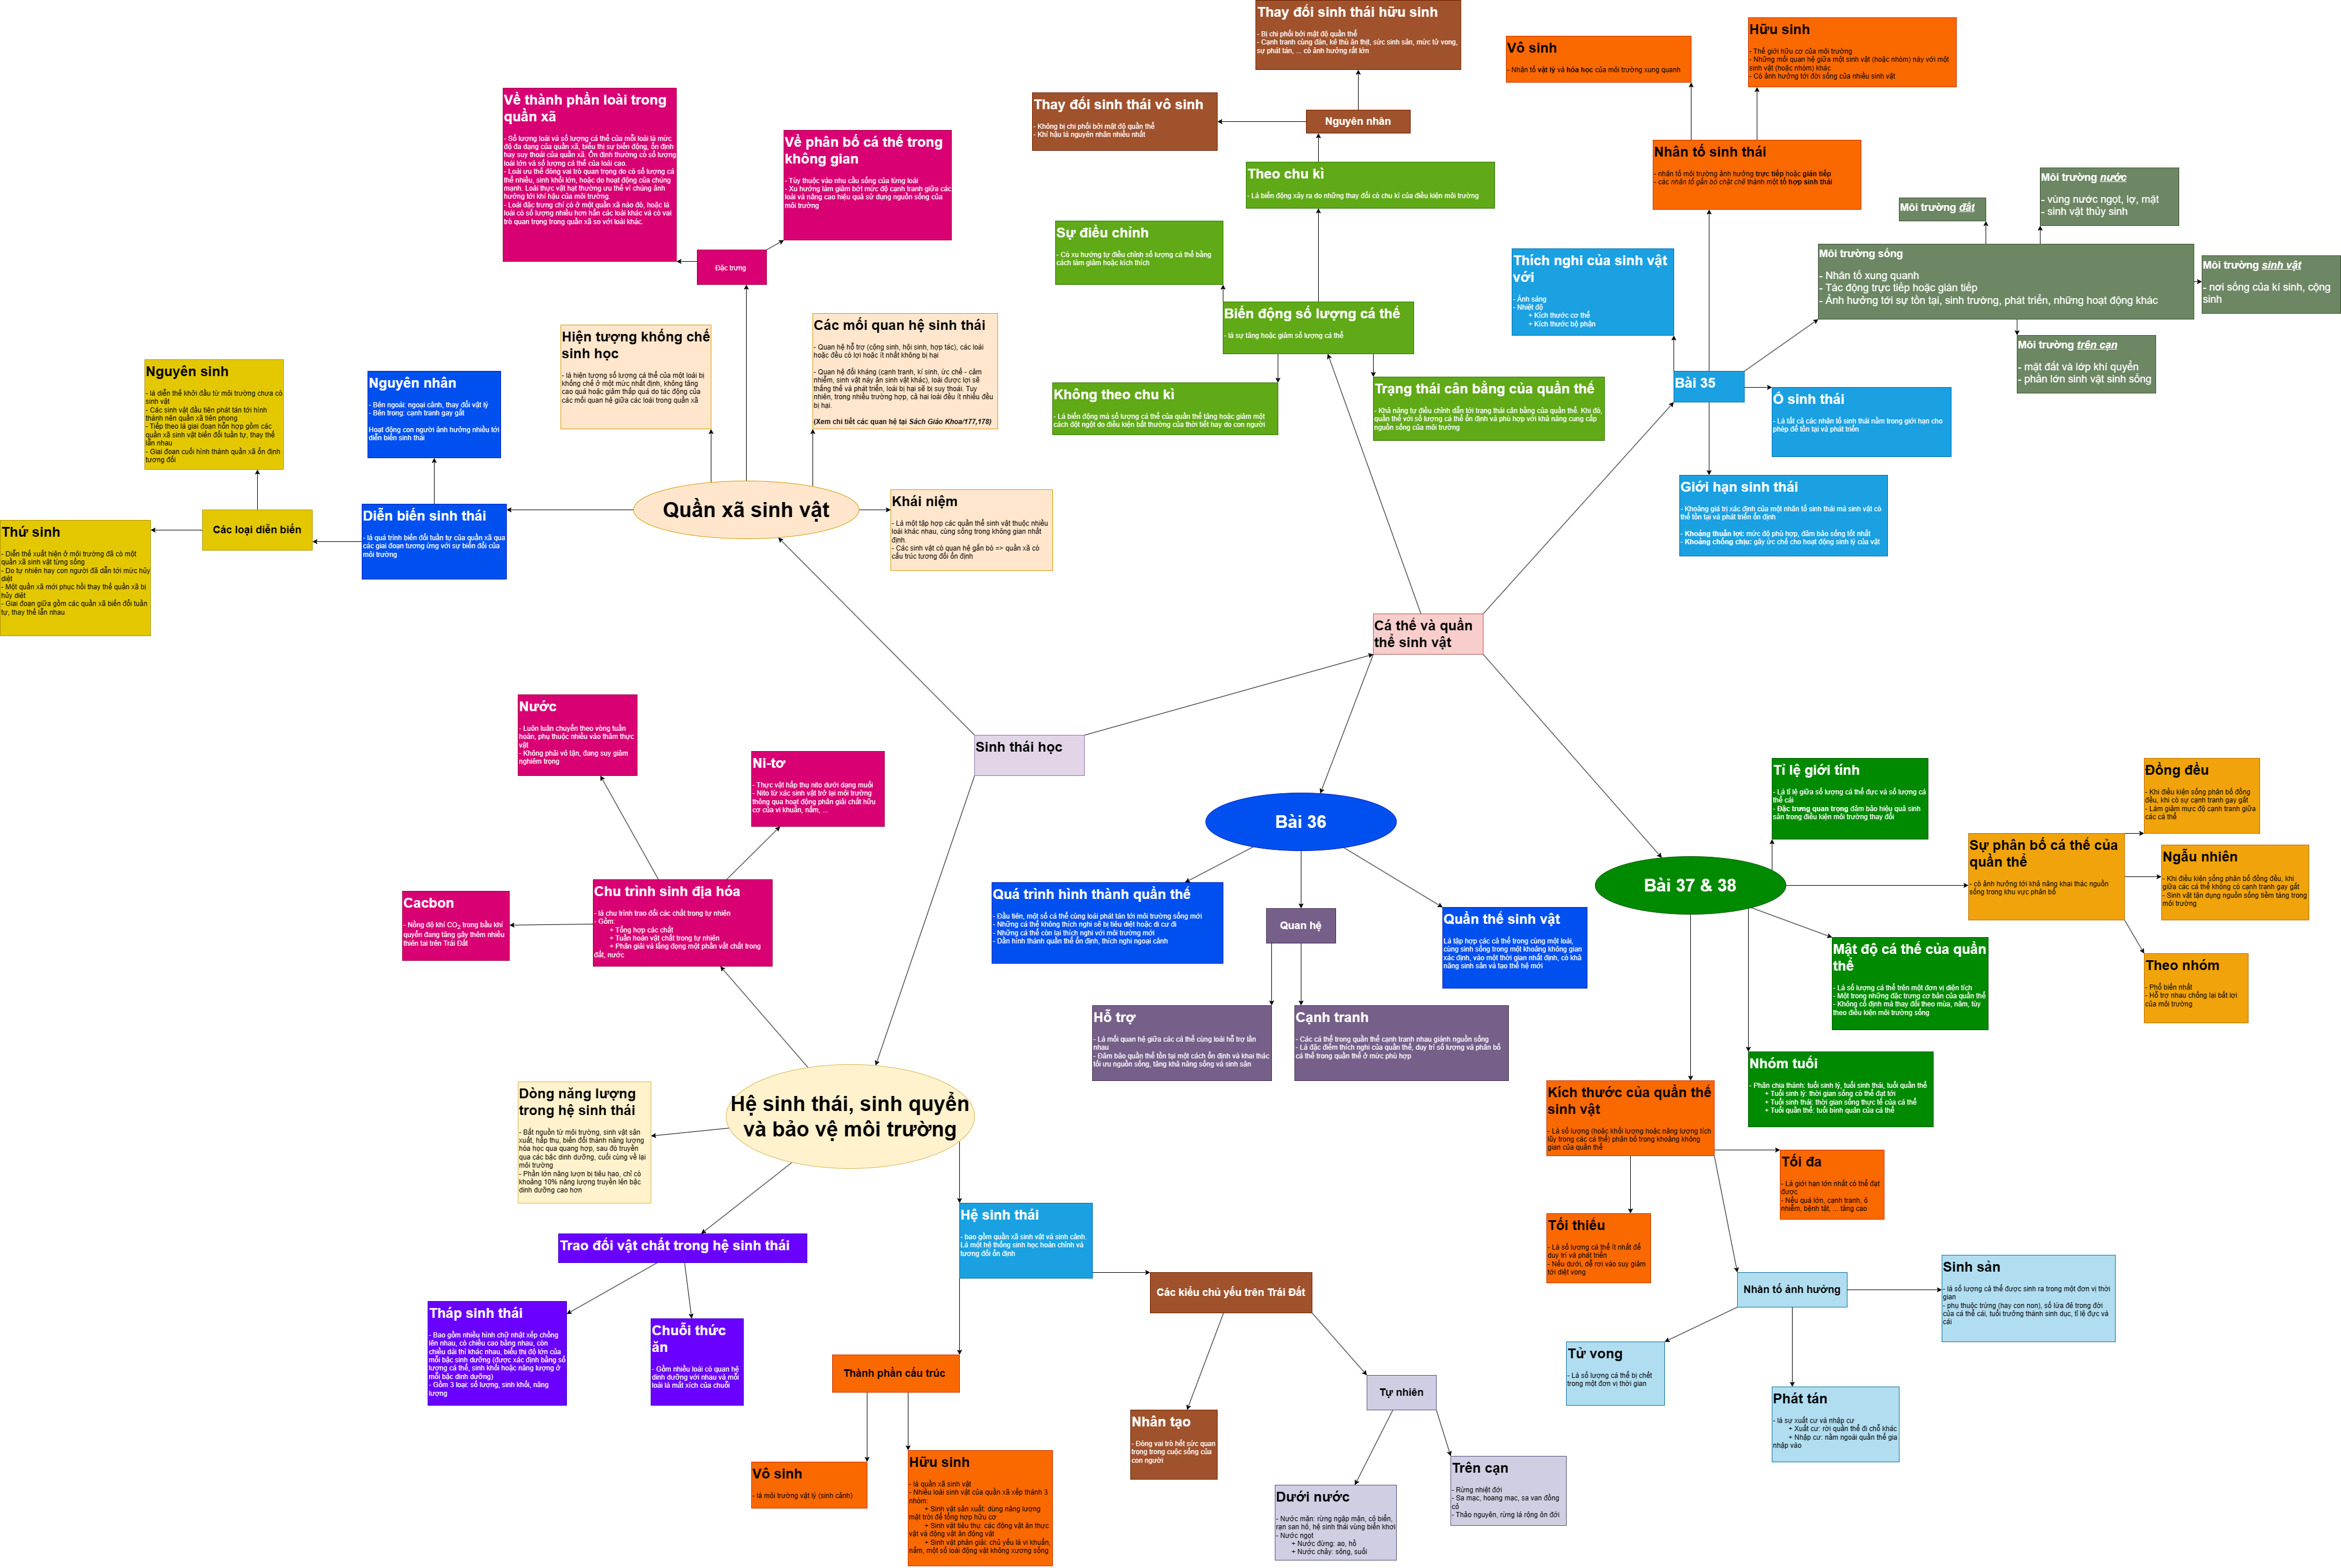 Thay đổi sinh thái hữu sinh
- Bị chi phối bởi mật độ quần thể
- Cạnh tranh cùng đàn, kẻ thù ăn thịt, sức sinh sản, mức tử vong,
sự phát tán, ... có ảnh hưởng rất lớn
Thay đổi sinh thái vô sinh
- Không bị chi phối bởi mật độ quần thể
- Khí hậu là nguyên nhân nhiều nhất
Nguyên nhân
Theo chu kì
- Là biến động xảy ra do những thay đổi có chu kì của điều kiện môi trường
Sự điều chỉnh
- Có xu hướng tự điều chỉnh số lượng cá thể bằng
cách làm giảm hoặc kích thích
Biến động số lượng cá thể
- là sự tăng hoặc giảm số lượng cá thể
Không theo chu kì
- Là biến động mà số lượng cá thể của quần thể tăng hoặc giảm một
cách đột ngột do điều kiện bất thường của thời tiết hay do con người
Trạng thái cân bằng của quần thể
- Khả năng tự điều chỉnh dẫn tới trạng thái cân bằng của quần thể. Khi đó,
quần thể với số lượng cá thể ổn định và phù hợp với khả năng cung cấp
nguồn sống của môi trường
Vô sinh
- Nhân tố vật lý và hóa học của môi trường xung quanh
Hữu sinh
- Thế giới hữu cơ của môi trường
- Những mối quan hệ giữa một sinh vật (hoặc nhóm) này với một
sinh vật (hoặc nhóm) khác
- Có ảnh hưởng tới đời sống của nhiều sinh vật
Nhân tố sinh thái
- nhân tố môi trường ảnh hưởng trực tiếp hoặc gián tiếp
- các nhân tố gắn bó chặt chẽ thành một tổ hợp sinh thái
Môi trường đất
Môi trường nước
- vùng nước ngọt, lợ, mặt
- sinh vật thủy sinh
Môi trường sống
- Nhân tố xung quanh
- Tác động trực tiếp hoặc gián tiếp
- Ảnh hưởng tới sự tồn tại, sinh trường, phát triển, những hoạt động khác
Môi trường sinh vật
- nơi sống của kí sinh, cộng
sinh
Môi trường trên cạn
- mặt đất và lớp khí quyển
- phần lớn sinh vật sinh sống
Thích nghi của sinh vật
với
- Ánh sáng
- Nhiệt độ
+ Kích thước cơ thể
+ Kích thước bộ phận
Bài 35
Ổ sinh thái
- Là tất cả các nhân tố sinh thái nằm trong giới hạn cho
phép để tồn tại và phát triển
Giới hạn sinh thái
- Khoảng giá trị xác định của một nhân tố sinh thái mà sinh vật có
thể tồn tại và phát triển ổn định
- Khoảng thuận lợi: mức độ phù hợp, đảm bảo sống tốt nhất
- Khoảng chống chịu: gây ức chế cho hoạt động sinh lý của vật
Về thành phần loài trong
quần xã
- Số lượng loài và số lượng cá thể của mỗi loài là mức
độ đa dạng của quần xã, biểu thị sự biến động, ổn định
hay suy thoái của quần xã. Ổn định thường có số lượng
loài lớn và số lượng cá thể của loài cao.
- Loài ưu thế đóng vai trò quan trọng do có số lượng cá
thể nhiều, sinh khối lớn, hoặc do hoạt động của chúng
mạnh. Loài thực vật hạt thường ưu thế vì chúng ảnh
hưởng tới khí hậu của môi trường.
- Loài đặc trưng chỉ có ở một quần xã nào đó, hoặc là
loài có số lượng nhiều hơn hẳn các loài khác và có vai
trò quan trọng trong quần xã so với loài khác.
Về phân bố cá thể trong
không gian
- Tùy thuộc vào nhu cầu sống của từng loài
- Xu hướng làm giảm bớt mức độ cạnh tranh giữa các
loài và nâng cao hiệu quả sử dụng nguồn sống của
môi trường
Đặc trưng
Hiện tượng khống chế
sinh học
- là hiện tượng số lượng cá thể của một loài bị
khống chế ở một mức nhất định, không tăng
cao quá hoặc giảm thấp quá do tác động của
các mối quan hệ giữa các loài trong quần xã
Các mối quan hệ sinh thái
- Quan hệ hỗ trợ (cộng sinh, hội sinh, hợp tác), các loài
hoặc đều có lợi hoặc ít nhất không bị hại
- Quan hệ đối kháng (cạnh tranh, kí sinh, ức chế - cảm
nhiễm, sinh vật này ăn sinh vật khác), loài được lợi sẽ
thắng thế và phát triển, loài bị hại sẽ bị suy thoái. Tuy
nhiên, trong nhiều trường hợp, cả hai loài đều ít nhiều đều
bị hại.
(Xem chi tiết các quan hệ tại Sách Giáo Khoa/177,178)
Nguyên sinh
- là diễn thế khởi đầu từ môi trường chưa có
sinh vật
- Các sinh vật đầu tiên phát tán tới hình
thành nên quần xã tiên phong
- Tiếp theo là giai đoạn hỗn hợp gồm các
quần xã sinh vật biến đổi tuần tự, thay thế
lẫn nhau
- Giai đoạn cuối hình thành quần xã ổn định
tương đối
Nguyên nhân
- Bên ngoài: ngoại cảnh, thay đổi vật lý
- Bên trong: cạnh tranh gay gắt
Hoạt động con người ảnh hưởng nhiều tới
diễn biến sinh thái
Quần xã sinh vật
Khái niệm
- Là một tập hợp các quần thể sinh vật thuộc nhiều
loài khác nhau, cùng sống trong không gian nhất
định.
- Các sinh vật có quan hệ gắn bó => quần xã có
cấu trúc tương đối ổn định
Thứ sinh
- Diễn thế xuất hiện ở môi trường đã có một
quần xã sinh vật từng sống
- Do tự nhiên hay con người đã dẫn tới mức hủy
diệt
- Một quần xã mới phục hồi thay thế quần xã bị
hủy diệt
- Giai đoạn giữa gồm các quần xã biến đổi tuần
tự, thay thế lẫn nhau
Các loại diễn biến
Diễn biến sinh thái
- là quá trình biến đổi tuần tự của quần xã qua
các giai đoạn tương ứng với sự biến đổi của
môi trường
Cá thể và quần
thể sinh vật
Sinh thái học
Nước
- Luôn luân chuyển theo vòng tuần
hoàn, phụ thuộc nhiều vào thảm thực
vật
- Không phải vô tận, đang suy giảm
nghiêm trọng
Ni-tơ
- Thực vật hấp thụ nito dưới dạng muối
- Nito từ xác sinh vật trở lại môi trường
thông qua hoạt động phân giải chất hữu
cơ của vi khuẩn, nấm, ...
Cacbon
- Nồng độ khí CO2 trong bầu khí
quyển đang tăng gây thêm nhiều
thiên tai trên Trái Đất
Chu trình sinh địa hóa
- là chu trình trao đổi các chất trong tự nhiên
- Gồm:
+ Tổng hợp các chất
+ Tuần hoàn vật chất trong tự nhiên
+ Phân giải và lắng đọng một phần vất chất trong
đất, nước
Bài 36
Quá trình hình thành quần thể
- Đầu tiên, một số cá thể cùng loài phát tán tới môi trường sống mới
- Những cá thể không thích nghi sẽ bị tiêu diệt hoặc di cư đi
- Những cá thể còn lại thích nghi với môi trường mới
- Dần hình thành quần thể ổn định, thích nghi ngoại cảnh
Quan hệ
Quần thể sinh vật
Là tập hợp các cả thể trong cùng một loài,
cùng sinh sống trong một khoảng không gian
xác định, vào một thời gian nhất định, có khả
năng sinh sản và tạo thế hệ mới
Hỗ trợ
- Là mối quan hệ giữa các cá thể cùng loài hỗ trợ lẫn
nhau
- Đảm bảo quần thể tồn tại một cách ổn định và khai thác
tối ưu nguồn sống, tăng khả năng sống và sinh sản
Cạnh tranh
- Các cá thể trong quần thể cạnh tranh nhau giành nguồn sống
- Là đặc điểm thích nghi của quần thể, duy trì số lượng và phân bố
cá thể trong quần thể ở mức phù hợp
Bài 37 & 38
Tỉ lệ giới tính
- Là tỉ lệ giữa số lượng cá thể đực và số lượng cá
thể cái
- Đặc trưng quan trọng đảm bảo hiệu quả sinh
sản trong điều kiện môi trường thay đổi
Sự phân bố cá thể của
quần thể
- có ảnh hưởng tới khả năng khai thác nguồn
sống trong khu vực phân bố
Đồng đều
- Khi điều kiện sống phân bố đồng
đều, khi có sự cạnh tranh gay gắt
- Làm giảm mực độ cạnh tranh giữa
các cá thể
Ngẫu nhiên
- Khi điều kiện sống phân bố đồng đều, khi
giữa các cá thể không có cạnh tranh gay gắt
- Sinh vật tận dụng nguồn sống tiềm tàng trong
môi trường
Theo nhóm
- Phổ biến nhất
- Hỗ trợ nhau chống lại bất lợi
của môi trường
Mật độ cá thể của quần
thể
- Là số lượng cá thể trên một đơn vị diện tích
- Một trong những đặc trưng cơ bản của quần thể
- Không cố định mà thay đổi theo mùa, năm, tùy
theo điều kiện môi trường sống
Nhóm tuổi
- Phân chia thành: tuổi sinh lý, tuổi sinh thái, tuổi quần thể
+ Tuổi sinh lý: thời gian sống có thể đạt tới
+ Tuổi sinh thái: thời gian sống thực tế của cá thể
+ Tuổi quần thể: tuổi bình quân của cá thể
Kích thước của quần thể
sinh vật
- Là số lượng (hoặc khối lượng hoặc năng lượng tích
lũy trong các cá thể) phân bố trong khoảng không
gian của quần thể
Tối đa
- Là giới hạn lớn nhất có thể đạt
được
- Nếu quá lớn, cạnh tranh, ô
nhiễm, bệnh tật, ... tăng cao
Tối thiểu
- Là số lượng cá thể ít nhất để
duy trì và phát triển
- Nếu dưới, dễ rơi vào suy giảm
tới diệt vong
Nhân tố ảnh hưởng
Sinh sản
- là số lượng cả thể được sinh ra trong một đơn vị thời
gian
- phụ thuộc trứng (hay con non), số lứa đẻ trong đời
của cá thể cái, tuổi trưởng thành sinh dục, tỉ lệ đực và
cái
Tử vong
- Là số lượng cá thể bị chết
trong một đơn vị thời gian
Phát tán
- là sự xuất cư và nhập cư
+ Xuất cư: rời quần thể đi chỗ khác
+ Nhập cư: nằm ngoài quần thể gia
nhập vào
Hệ sinh thái, sinh quyển
và bảo vệ môi trường
Dòng năng lượng
trong hệ sinh thái
- Bắt nguồn từ môi trường, sinh vật sản
xuất, hấp thụ, biến đổi thành năng lượng
hóa học qua quang hợp, sau đó truyền
qua các bậc dinh dưỡng, cuối cùng về lại
môi trường
- Phần lớn năng lượn bị tiêu hao, chỉ có
khoảng 10% năng lượng truyền lên bậc
dinh dưỡng cao hơn
Trao đổi vật chất trong hệ sinh thái
Tháp sinh thái
- Bao gồm nhiều hình chữ nhật xếp chồng
lên nhau, có chiều cao bằng nhau, còn
chiều dài thì khác nhau, biểu thị độ lớn của
mỗi bậc sinh dưỡng (được xác định bằng số
lượng cá thể, sinh khối hoặc năng lượng ở
mỗi bậc dinh dưỡng)
- Gồm 3 loại: số lượng, sinh khối, năng
lượng
Chuỗi thức
ăn
- Gồm nhiều loài có quan hệ
dinh dưỡng với nhau và mỗi
loài là mắt xích của chuỗi
Hệ sinh thái
- bao gồm quần xã sinh vật và sinh cảnh.
Là một hệ thống sinh học hoàn chỉnh và
tương đối ổn định
Các kiểu chủ yếu trên Trái Đất
Thành phần cấu trúc
Vô sinh
- là môi trường vật lý (sinh cảnh)
Hữu sinh
- là quần xã sinh vật
- Nhiều loài sinh vật của quần xã xếp thành 3
nhóm:
+ Sinh vật sản xuất: dùng năng lượng
mặt trời để tổng hợp hữu cơ
+ Sinh vật tiêu thụ: các động vật ăn thực
vật và động vật ăn động vật
+ Sinh vật phân giải: chủ yếu là vi khuẩn,
nấm, một số loài động vật không xương sống
Nhân tạo
- Đóng vai trò hết sức quan
trọng trong cuộc sống của
con người
Tự nhiên
Dưới nước
- Nước mặn: rừng ngập mặn, cỏ biển,
rạn san hô, hệ sinh thái vùng biển khơi
- Nước ngọt
+ Nước đứng: ao, hồ
+ Nước chảy: sông, suối
Trên cạn
- Rừng nhiệt đới
- Sa mạc, hoang mạc, sa van đồng
cỏ
- Thảo nguyên, rừng lá rộng ôn đới